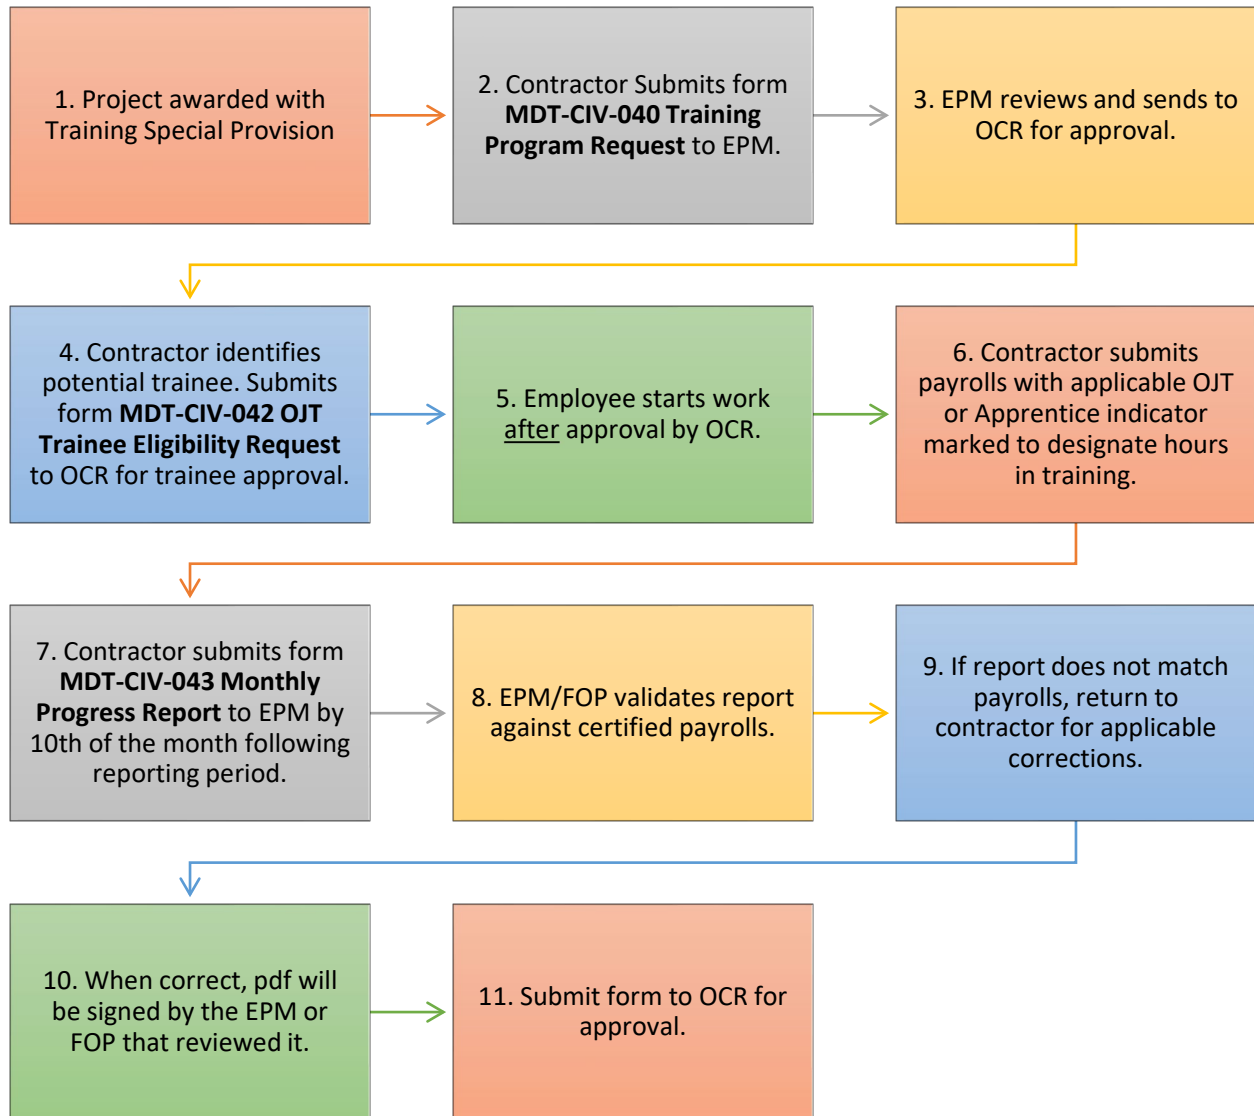 1. Project awarded with
Training Special Provision
2. Contractor Submits form
MDT-CIV-040 Training
Program Request to EPM.
3. EPM reviews and sends to
OCR for approval.
4. Contractor identifies
potential trainee. Submits
form MDT-CIV-042 OJT
Trainee Eligibility Request
to OCR for trainee approval.
5. Employee starts work
after approval by OCR.
6. Contractor submits
payrolls with applicable OJT
or Apprentice indicator
marked to designate hours
in training.
7. Contractor submits form
MDT-CIV-043 Monthly
Progress Report to EPM by
10th of the month following
reporting period.
8. EPM/FOP validates report
against certified payrolls.
9. If report does not match
payrolls, return to
contractor for applicable
corrections.
10. When correct, pdf will
be signed by the EPM or
FOP that reviewed it.
11. Submit form to OCR for
approval.